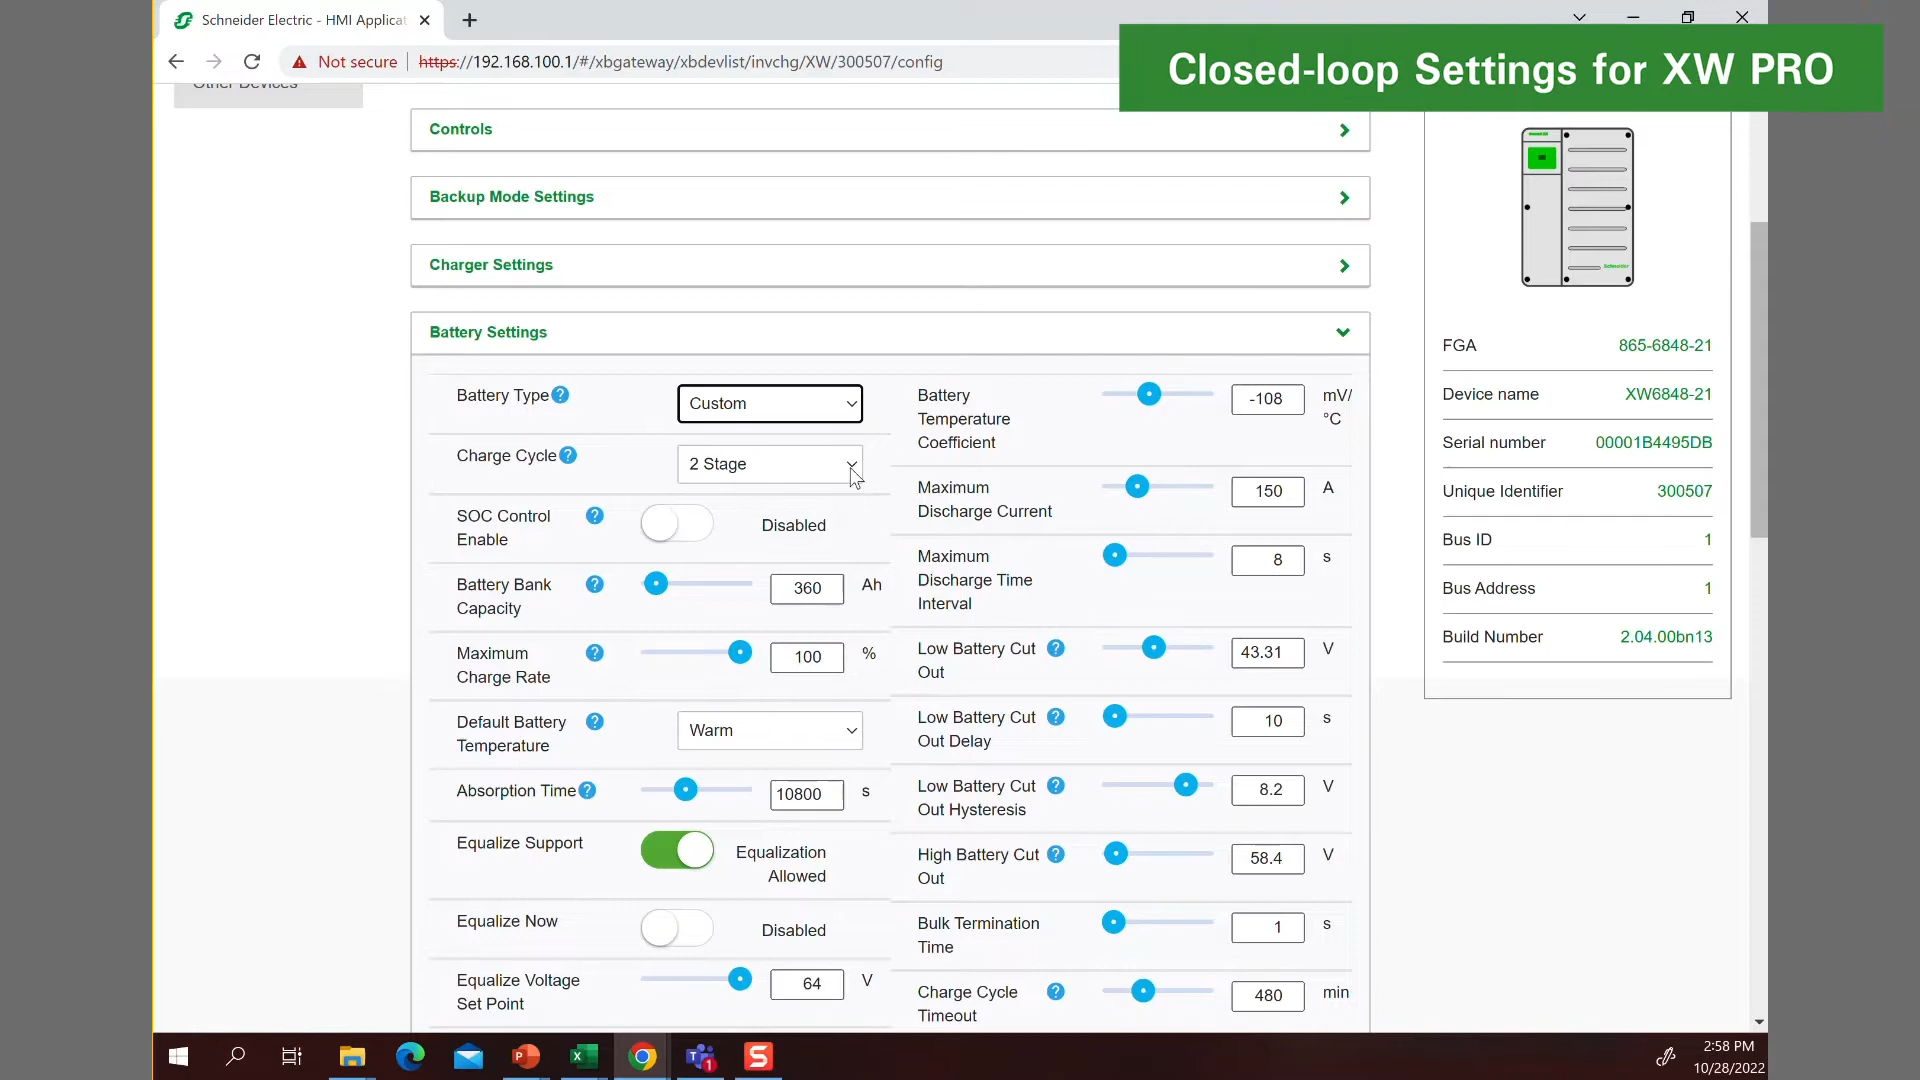 Schneider Electric - HMI Applicat
Not secure https://192.168.100.1/#/xbgateway/xbdevlist/invchg/XW/300507/config
Closed-loop Settings for XW PRO
Other Devices
Controls
Backup Mode Settings
Charger Settings
Battery Settings
Battery Type
Custom
Charge Cycle
2 Stage
SOC Control
Enable
Disabled
Battery Bank
Capacity
360
Ah
Maximum
Charge Rate
100
%
Default Battery
Temperature
Warm
Absorption Time
10800
s
Equalize Support
Equalization
Allowed
Equalize Now
Disabled
Equalize Voltage
Set Point
64
V
Battery
Temperature
Coefficient
-108
mV/
°C
Maximum
Discharge Current
150
A
Maximum
Discharge Time
Interval
8
s
Low Battery Cut
Out
43.31
V
Low Battery Cut
Out Delay
10
s
Low Battery Cut
Out Hysteresis
8.2
V
High Battery Cut
Out
58.4
V
Bulk Termination
Time
1
s
Charge Cycle
Timeout
480
min
Schneider
FGA 865-6848-21
Device name XW6848-21
Serial number 00001B4495DB
Unique Identifier 300507
Bus ID 1
Bus Address 1
Build Number 2.04.00bn13
2:58 PM
10/28/2022